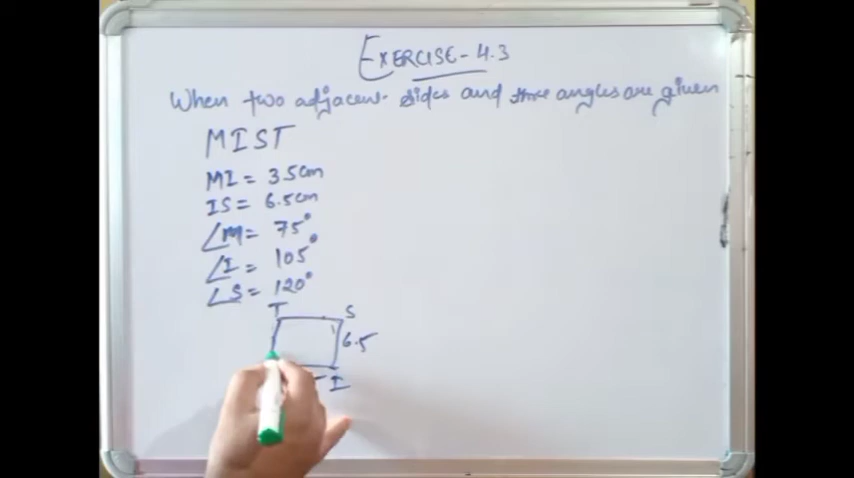 EXERCISE - 4.3
When two adjacent sides and three angles are given
MIST
MI = 3.5cm
IS = 6.5cm
∠M = 75°
∠I = 105°
∠S = 120°
T S
6.5
I